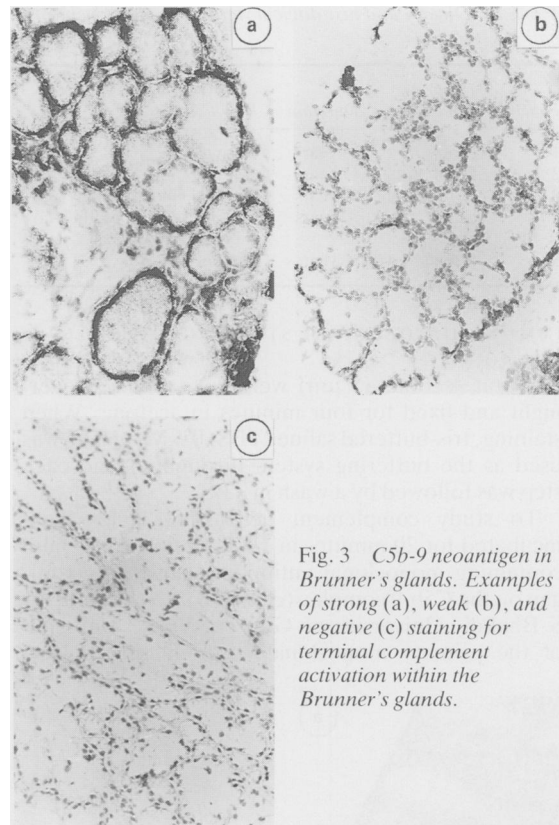 a
b
c
Fig. 3 C5b-9 neoantigen in
Brunner's glands. Examples
of strong (a), weak (b), and
negative (c) staining for
terminal complement
activation within the
Brunner's glands.